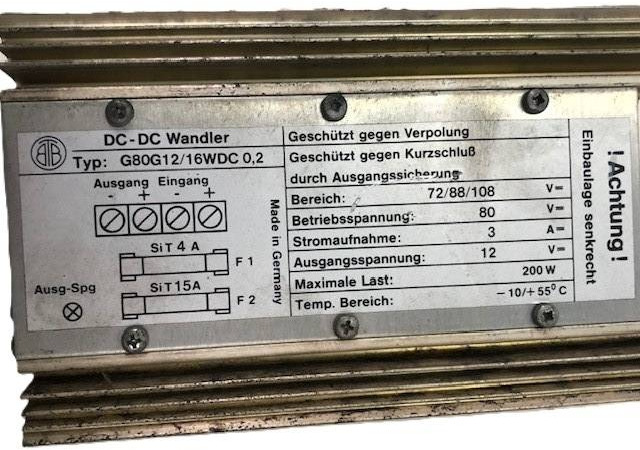 DC-DC Wandler
Typ: G80G12/16WDC 0,2
Ausgang Eingang
- + - +
SiT 4 A
F 1
SiT15A
F 2
Ausg-Spg
Made in Germany
Geschützt gegen Verpolung
Geschützt gegen Kurzschluß
durch Ausgangssicherung
Bereich: 72/88/108 V=
Betriebsspannung: 80 V=
Stromaufnahme: 3 A=
Ausgangsspannung: 12 V=
Maximale Last: 200 W
Temp. Bereich: -10/+55⁰ C
! Achtung !
Einbaulage senkrecht